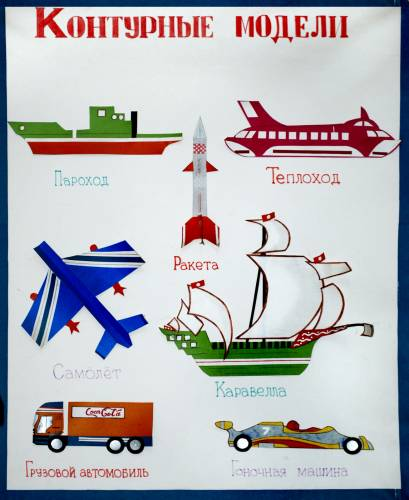 Контурные модели
Пароход
Теплоход
Ракета
Самолёт
Каравелла
Coca-Cola
Грузовой автомобиль
Гоночная машина